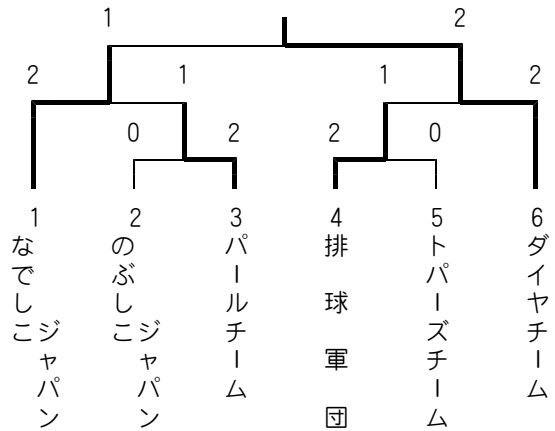 1 2
2 1 1 2
0 2 2 0
1 2 3 4 5 6
なでしこジャパン
のぶしこジャパン
パールチーム
排球軍団
トパーズチーム
ダイヤチーム